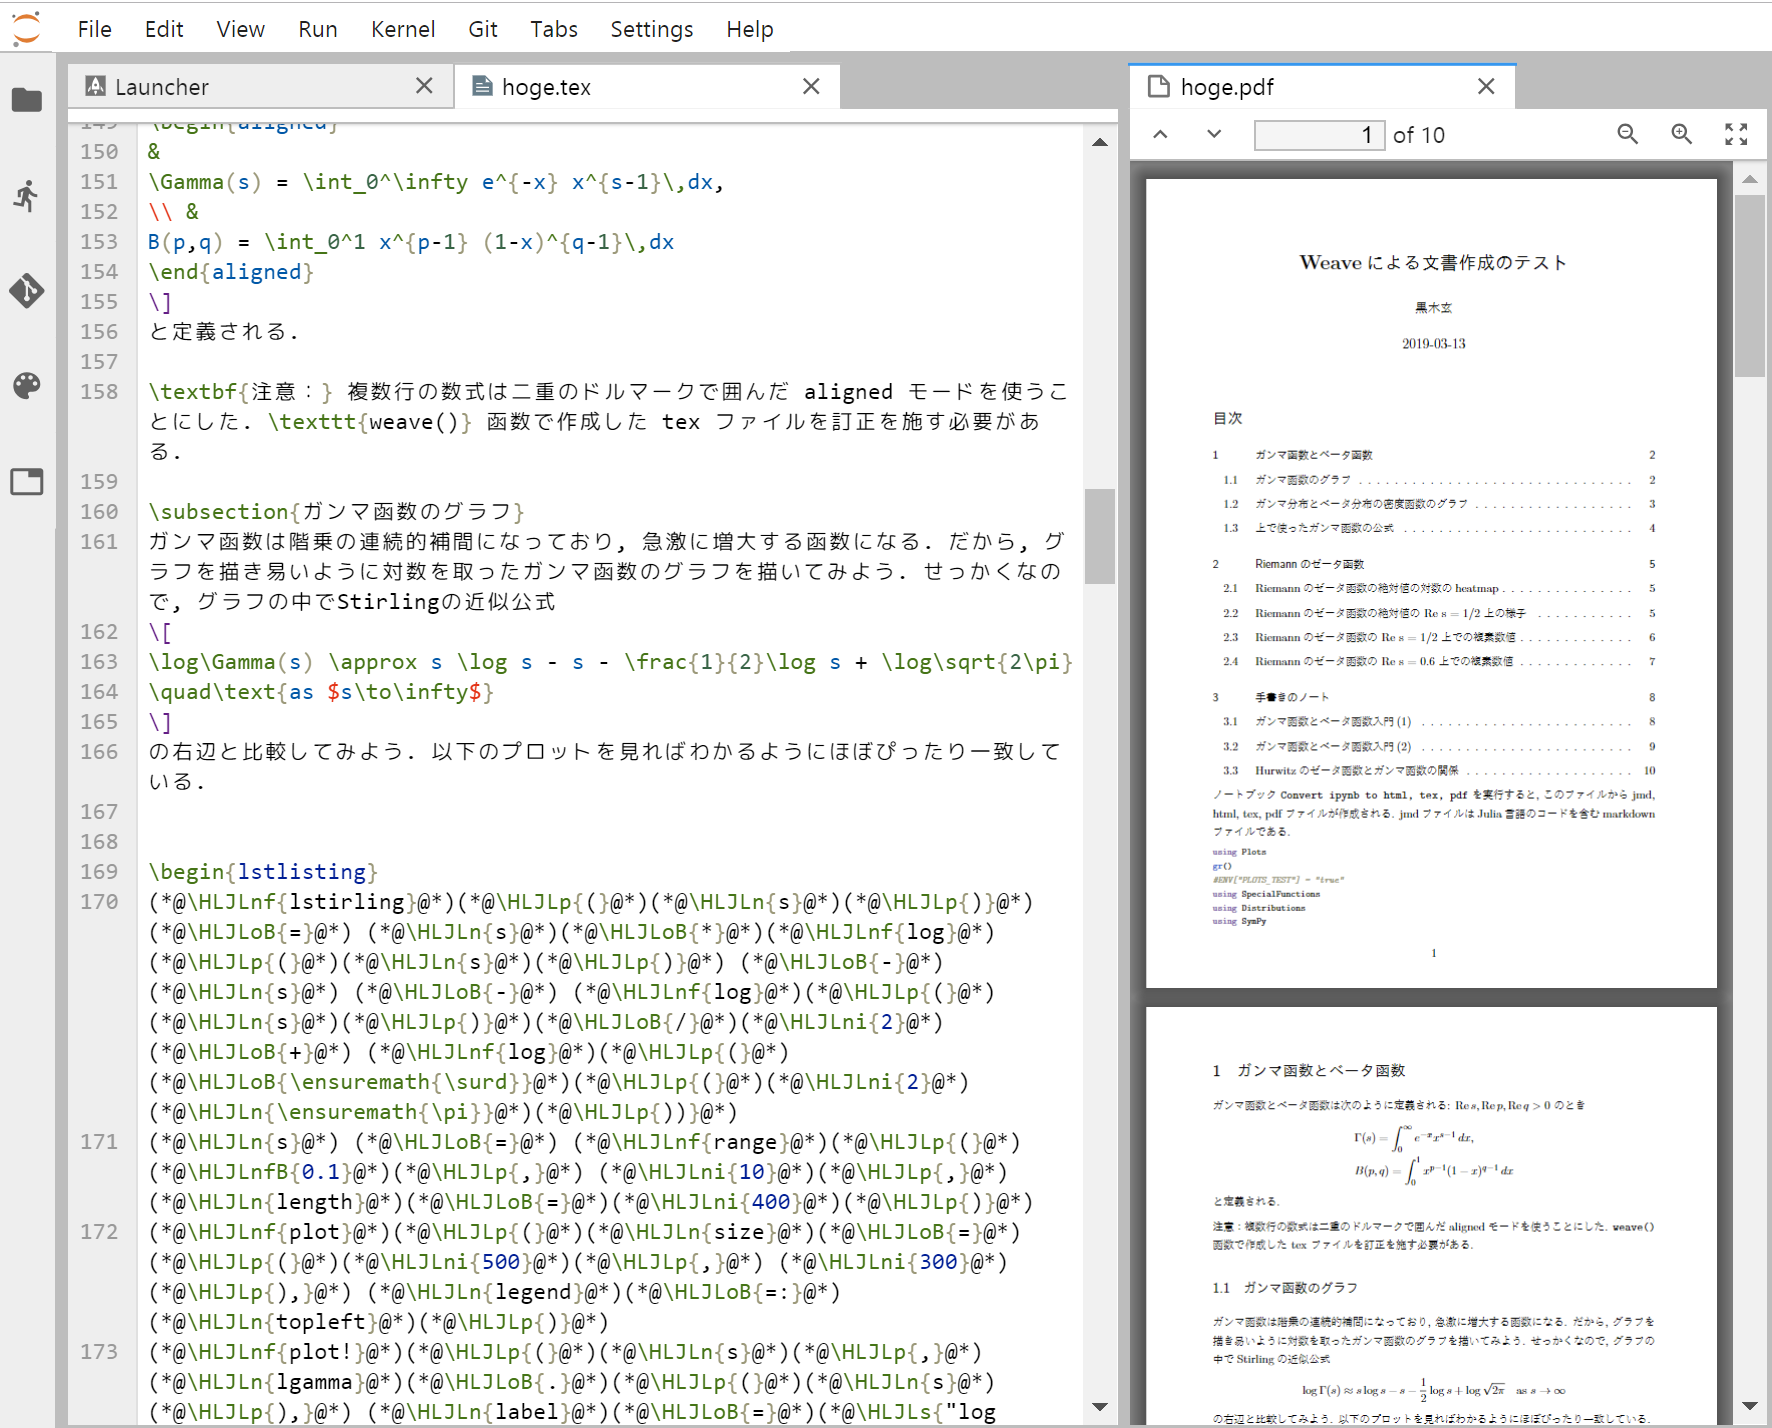 File Edit View Run Kernel Git Tabs Settings Help
Launcher
hoge.tex
149 \begin{aligned}
150 &
151 \Gamma(s) = \int_0^\infty e^{-x} x^{s-1}\,dx,
152 \\ &
153 B(p,q) = \int_0^1 x^{p-1} (1-x)^{q-1}\,dx
154 \end{aligned}
155 \]
156 と定義される.
157
158 \textbf{注意：} 複数行の数式は二重のドルマークで囲んだ aligned モードを使うこ
とにした. \texttt{weave()} 函数で作成した tex ファイルを訂正を施す必要があ
る.
159
160 \subsection{ガンマ函数のグラフ}
161 ガンマ函数は階乗の連続的補間になっており, 急激に増大する函数になる. だから, グ
ラフを描き易いように対数を取ったガンマ函数のグラフを描いてみよう. せっかくなの
で, グラフの中でStirlingの近似公式
162 \[
163 \log\Gamma(s) \approx s \log s - s - \frac{1}{2}\log s + \log\sqrt{2\pi}
164 \quad\text{as $s\to\infty$}
165 \]
166 の右辺と比較してみよう. 以下のプロットを見ればわかるようにほぼぴったり一致して
いる.
167
168
169 \begin{lstlisting}
170 (*@\HLJLnf{lstirling}@*)(*@\HLJLp{(}@*)(*@\HLJLn{s}@*)(*@\HLJLp{)}@*)
(*@\HLJLoB{=}@*) (*@\HLJLn{s}@*)(*@\HLJLoB{*}@*)(*@\HLJLnf{log}@*)
(*@\HLJLp{(}@*)(*@\HLJLn{s}@*)(*@\HLJLp{)}@*) (*@\HLJLoB{-}@*)
(*@\HLJLn{s}@*) (*@\HLJLoB{-}@*) (*@\HLJLnf{log}@*)(*@\HLJLp{(}@*)
(*@\HLJLn{s}@*)(*@\HLJLp{)}@*)(*@\HLJLoB{/}@*)(*@\HLJLni{2}@*)
(*@\HLJLoB{+}@*) (*@\HLJLnf{log}@*)(*@\HLJLp{(}@*)
(*@\HLJLoB{\ensuremath{\surd}}@*)(*@\HLJLp{(}@*)(*@\HLJLni{2}@*)
(*@\HLJLn{\ensuremath{\pi}}@*)(*@\HLJLp{))}@*)
171 (*@\HLJLn{s}@*) (*@\HLJLoB{=}@*) (*@\HLJLnf{range}@*)(*@\HLJLp{(}@*)
(*@\HLJLnfB{0.1}@*)(*@\HLJLp{,}@*) (*@\HLJLni{10}@*)(*@\HLJLp{,}@*)
(*@\HLJLn{length}@*)(*@\HLJLoB{=}@*)(*@\HLJLni{400}@*)(*@\HLJLp{)}@*)
172 (*@\HLJLnf{plot}@*)(*@\HLJLp{(}@*)(*@\HLJLn{size}@*)(*@\HLJLoB{=}@*)
(*@\HLJLp{(}@*)(*@\HLJLni{500}@*)(*@\HLJLp{,}@*) (*@\HLJLni{300}@*)
(*@\HLJLp{),}@*) (*@\HLJLn{legend}@*)(*@\HLJLoB{=:}@*)
(*@\HLJLn{topleft}@*)(*@\HLJLp{)}@*)
173 (*@\HLJLnf{plot!}@*)(*@\HLJLp{(}@*)(*@\HLJLn{s}@*)(*@\HLJLp{,}@*)
(*@\HLJLn{lgamma}@*)(*@\HLJLoB{.}@*)(*@\HLJLp{(}@*)(*@\HLJLn{s}@*)
(*@\HLJLp{),}@*) (*@\HLJLn{label}@*)(*@\HLJLoB{=}@*)(*@\HLJLs{"log
hoge.pdf
1 of 10
Weave による文書作成のテスト
黒木玄
2019-03-13
目次
1 ガンマ函数とベータ函数 2
1.1 ガンマ函数のグラフ 2
1.2 ガンマ分布とベータ分布の密度函数のグラフ 3
1.3 上で使ったガンマ函数の公式 4
2 Riemann のゼータ函数 5
2.1 Riemann のゼータ函数の絶対値の対数の heatmap 5
2.2 Riemann のゼータ函数の絶対値の Re s = 1/2 上の様子 5
2.3 Riemann のゼータ函数の Re s = 1/2 上での複素数値 6
2.4 Riemann のゼータ函数の Re s = 0.6 上での複素数値 7
3 手書きのノート 8
3.1 ガンマ函数とベータ函数入門 (1) 8
3.2 ガンマ函数とベータ函数入門 (2) 9
3.3 Hurwitz のゼータ函数とガンマ函数の関係 10
ノートブック Convert ipynb to html, tex, pdf を実行すると, このファイルから jmd,
html, tex, pdf ファイルが作成される. jmd ファイルは Julia 言語のコードを含む markdown
ファイルである.
using Plots
gr()
#ENV["PLOTS_TEST"] = "true"
using SpecialFunctions
using Distributions
using SymPy
1
1 ガンマ函数とベータ函数
ガンマ函数とベータ函数は次のように定義される: Re s, Re p, Re q > 0 のとき
Γ(s) = ∫_0^∞ e^{-x} x^{s-1} dx,
B(p, q) = ∫_0^1 x^{p-1}(1 − x)^{q-1} dx
と定義される.
注意：複数行の数式は二重のドルマークで囲んだ aligned モードを使うことにした. weave()
函数で作成した tex ファイルを訂正を施す必要がある.
1.1 ガンマ函数のグラフ
ガンマ函数は階乗の連続的補間になっており, 急激に増大する函数になる. だから, グラフを
描き易いように対数を取ったガンマ函数のグラフを描いてみよう. せっかくなので, グラフの
中で Stirling の近似公式
log Γ(s) ≈ s log s − s − 1/2 log s + log √2π as s → ∞
の右辺と比較してみよう. 以下のプロットを見ればわかるようにほぼぴったり一致している.